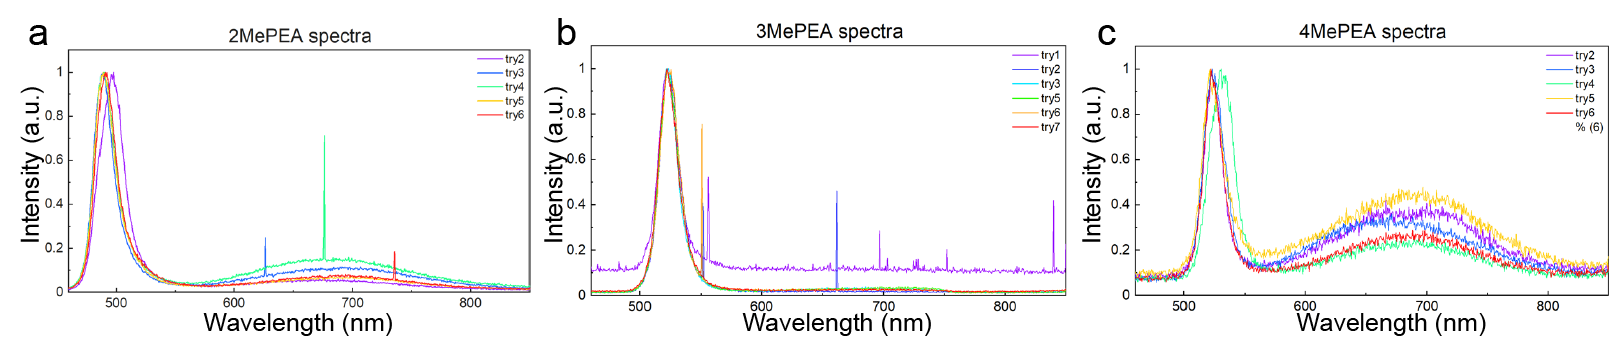 a
2MePEA spectra
try2
try3
try4
try5
try6
1
0.8
0.6
0.4
0.2
0
500
600
700
800
Intensity (a.u.)
Wavelength (nm)
b
3MePEA spectra
try1
try2
try3
try5
try6
try7
1
0.8
0.6
0.4
0.2
0
500
600
700
800
Intensity (a.u.)
Wavelength (nm)
c
4MePEA spectra
try2
try3
try4
try5
try6
% (6)
1
0.8
0.6
0.4
0.2
0
500
600
700
800
Intensity (a.u.)
Wavelength (nm)